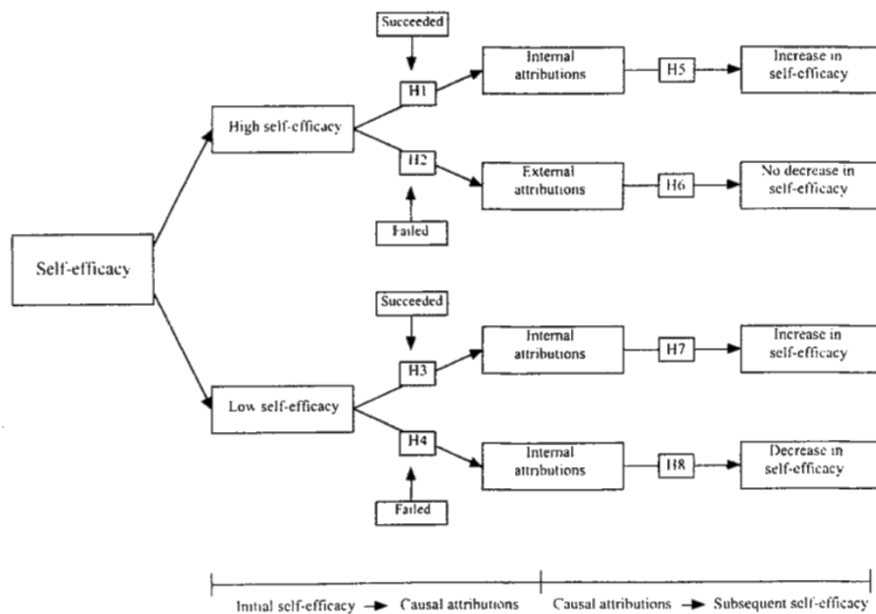 Succeeded
Internal
attributions
H5
Increase in
self-efficacy
H1
High self-efficacy
H2
External
attributions
H6
No decrease in
self-efficacy
Failed
Self-efficacy
Succeeded
Internal
attributions
H7
Increase in
self-efficacy
H3
Low self-efficacy
H4
Internal
attributions
H8
Decrease in
self-efficacy
Failed
Initial self-efficacy → Causal attributions
Causal attributions → Subsequent self-efficacy